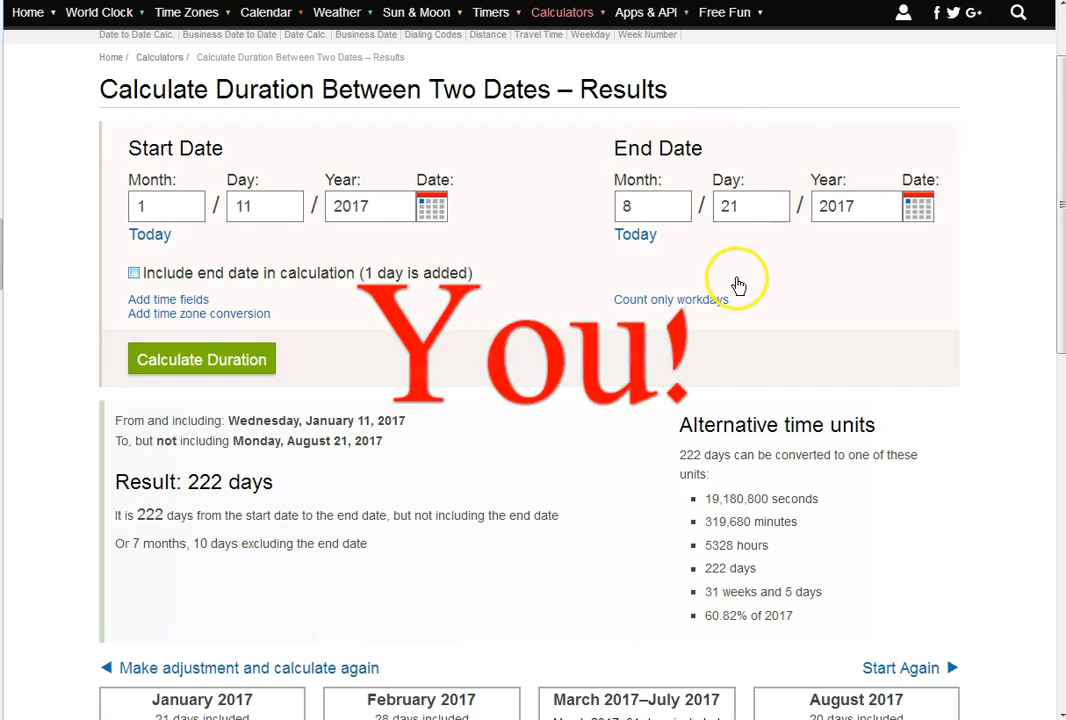 Home World Clock Time Zones Calendar Weather Sun & Moon Timers Calculators Apps & API Free Fun
Date to Date Calc. | Business Date to Date | Date Calc. | Business Date | Dialing Codes | Distance | Travel Time | Weekday | Week Number |
Home / Calculators / Calculate Duration Between Two Dates – Results
Calculate Duration Between Two Dates – Results
Start Date End Date
Month: Day: Year: Date: Month: Day: Year: Date:
1 / 11 / 2017 8 / 21 / 2017
Today Today
Include end date in calculation (1 day is added)
Add time fields Count only workdays
Add time zone conversion
You!
Calculate Duration
From and including: Wednesday, January 11, 2017
To, but not including Monday, August 21, 2017
Result: 222 days
It is 222 days from the start date to the end date, but not including the end date
Or 7 months, 10 days excluding the end date
Alternative time units
222 days can be converted to one of these
units:
19,180,800 seconds
319,680 minutes
5328 hours
222 days
31 weeks and 5 days
60.82% of 2017
Make adjustment and calculate again Start Again
January 2017 February 2017 March 2017–July 2017 August 2017
21 days included 28 days included 20 days included